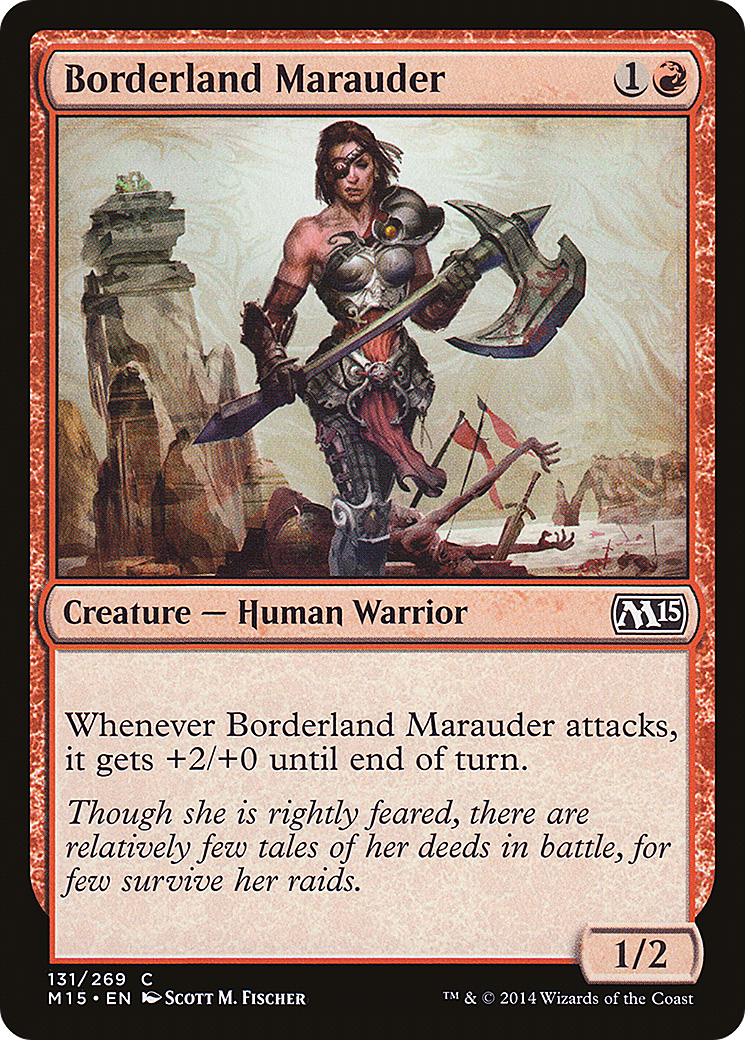 Borderland Marauder 1
Creature — Human Warrior M15
Whenever Borderland Marauder attacks,
it gets +2/+0 until end of turn.
Though she is rightly feared, there are
relatively few tales of her deeds in battle, for
few survive her raids.
1/2
131/269 C
M15 • EN Scott M. Fischer ™ & © 2014 Wizards of the Coast